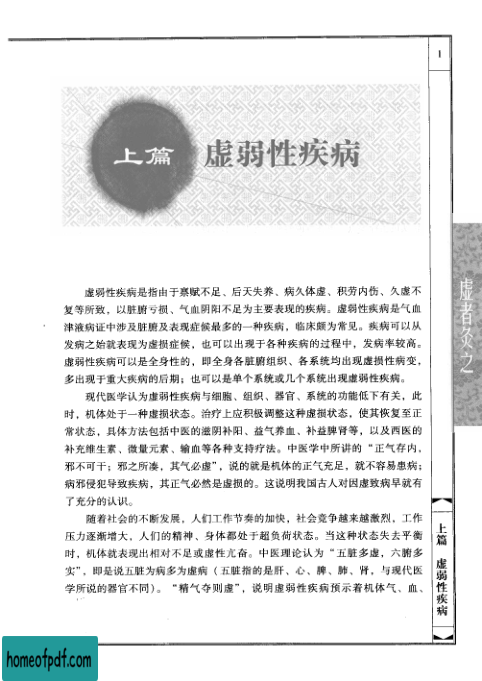 1
上篇 虚弱性疾病
虚弱性疾病是指由于禀赋不足、后天失养、病久体虚、积劳内伤、久虚不
复等所致，以脏腑亏损、气血阴阳不足为主要表现的疾病。虚弱性疾病是气血
津液病证中涉及脏腑及表现症候最多的一种疾病，临床颇为常见。疾病可以从
发病之始就表现为虚损症候，也可以出现于各种疾病的过程中，发病率较高。
虚弱性疾病可以是全身性的，即全身各脏腑组织、各系统均出现虚损性病变，
多出现于重大疾病的后期；也可以是单个系统或几个系统出现虚弱性疾病。
现代医学认为虚弱性疾病与细胞、组织、器官、系统的功能低下有关，此
时，机体处于一种虚损状态。治疗上应积极调整这种虚损状态，使其恢复至正
常状态，具体方法包括中医的滋阴补阳、益气养血、补益脾肾等，以及西医的
补充维生素、微量元素、输血等各种支持疗法。中医学中所讲的“正气存内，
邪不可干；邪之所凑，其气必虚”，说的就是机体的正气充足，就不容易患病；
病邪侵犯导致疾病，其正气必然是虚损的。这说明我国古人对因虚致病早就有
了充分的认识。
随着社会的不断发展，人们工作节奏的加快，社会竞争越来越激烈，工作
压力逐渐增大，人们的精神、身体都处于超负荷状态。当这种状态失去平衡
时，机体就表现出相对不足或虚性亢奋。中医理论认为“五脏多虚，六腑多
实”，即是说五脏为病多为虚病（五脏指的是肝、心、脾、肺、肾，与现代医
学所说的器官不同）。“精气夺则虚”，说明虚弱性疾病预示着机体气、血、
虚者灸之
上篇 虚弱性疾病
homeofpdf.com